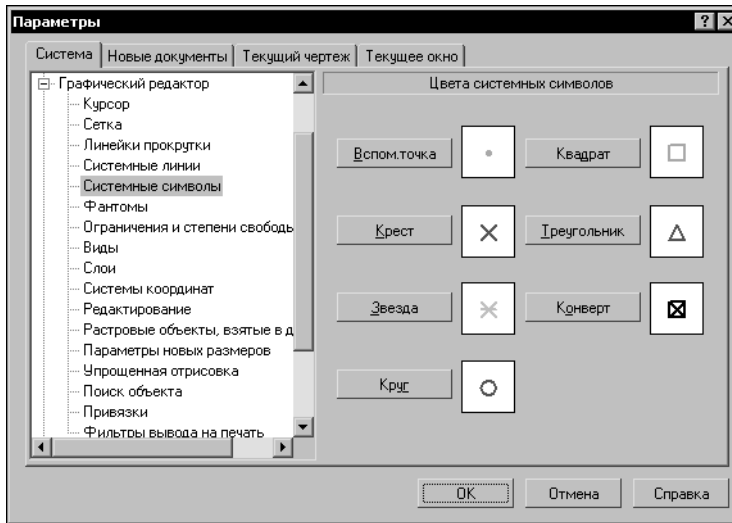 Параметры
Система Новые документы Текущий чертеж Текущее окно
Графический редактор
Курсор
Сетка
Линейки прокрутки
Системные линии
Системные символы
Фантомы
Ограничения и степени свободы
Виды
Слои
Системы координат
Редактирование
Растровые объекты, взятые в д
Параметры новых размеров
Упрощенная отрисовка
Поиск объекта
Привязки
Фильтры вывода на печать
Цвета системных символов
Вспом.точка Квадрат
Крест Треугольник
Звезда Конверт
Круг
OK Отмена Справка